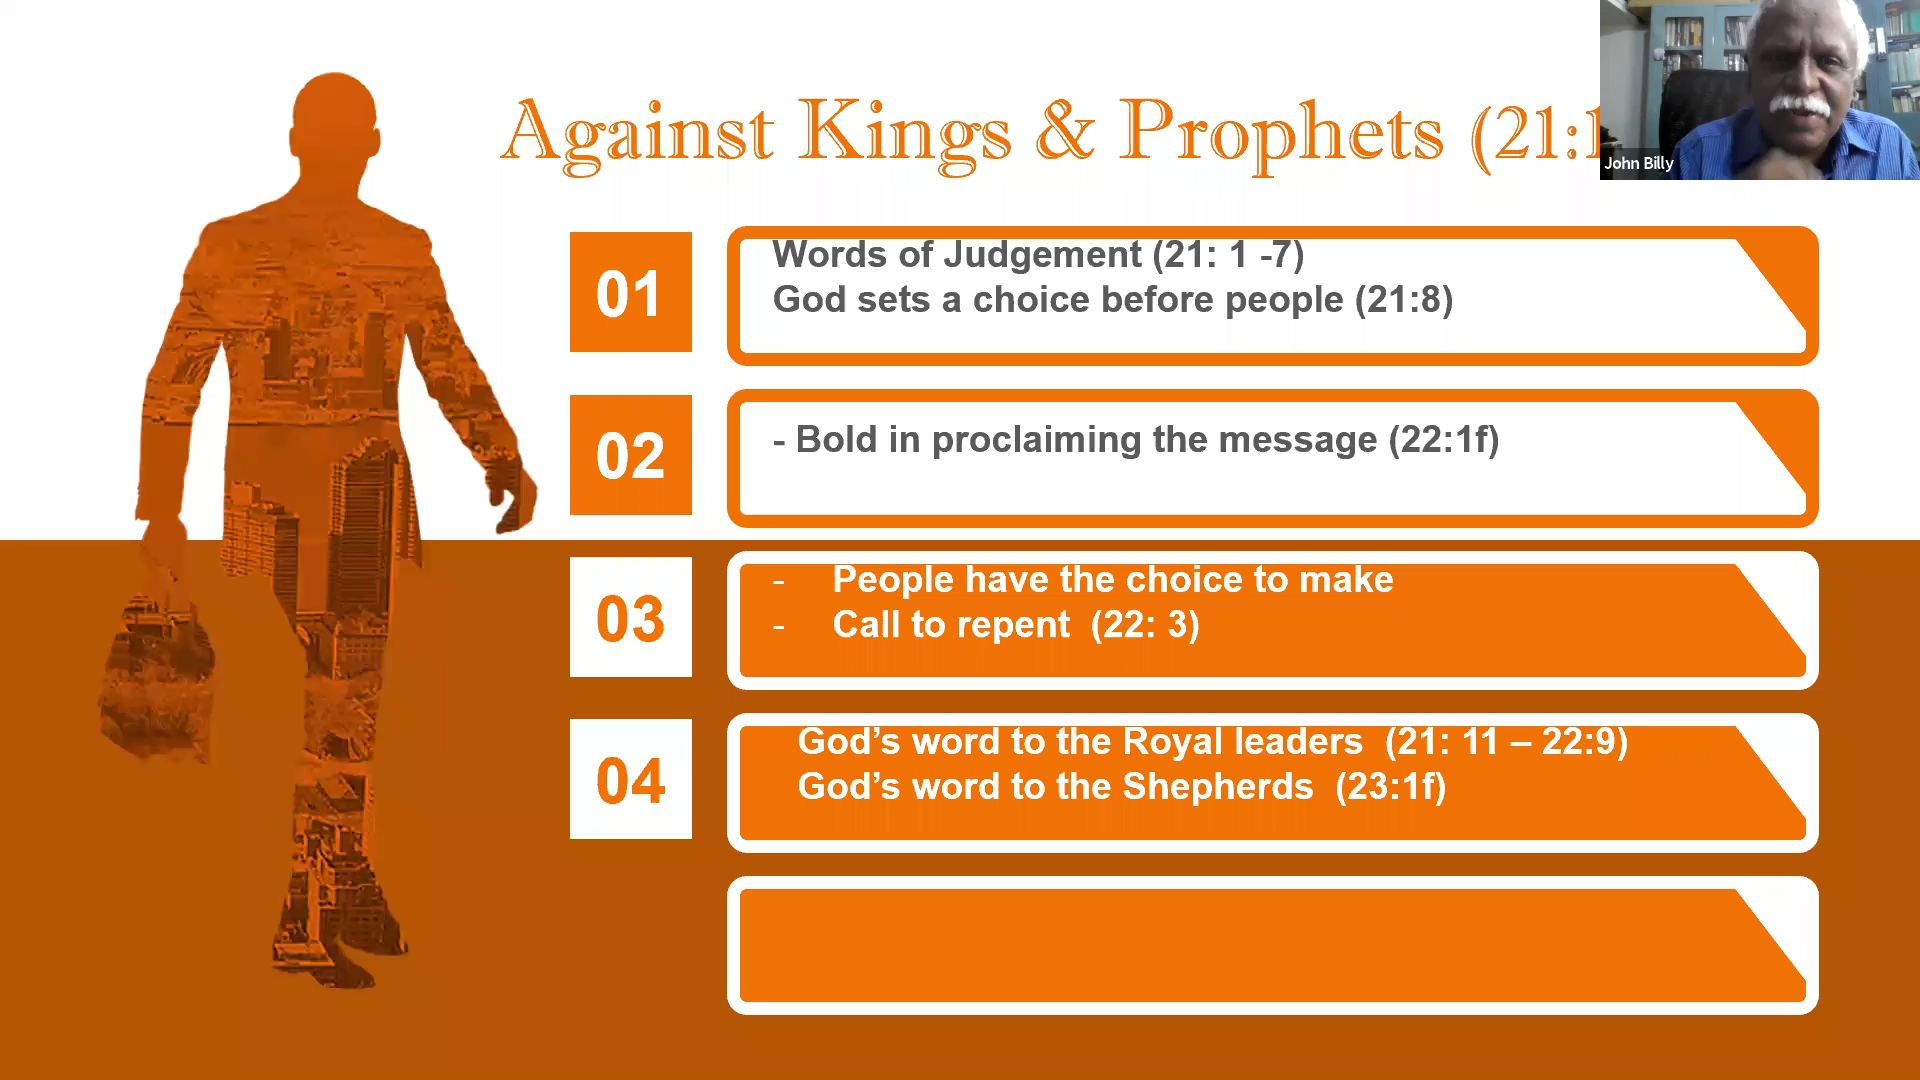 Against Kings & Prophets (21:1
John Billy
01
Words of Judgement (21: 1 -7)
God sets a choice before people (21:8)
02
- Bold in proclaiming the message (22:1f)
03
- People have the choice to make
- Call to repent (22: 3)
04
God’s word to the Royal leaders (21: 11 – 22:9)
God’s word to the Shepherds (23:1f)